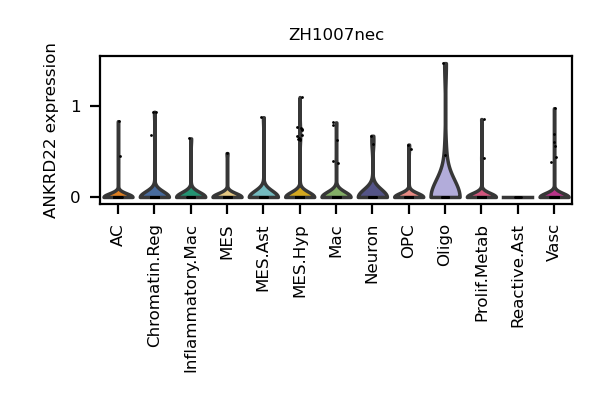 ZH1007nec
ANKRD22 expression
1
0
AC
Chromatin.Reg
Inflammatory.Mac
MES
MES.Ast
MES.Hyp
Mac
Neuron
OPC
Oligo
Prolif.Metab
Reactive.Ast
Vasc